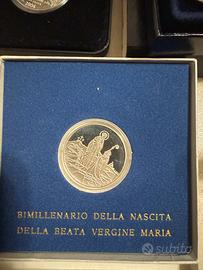 BIMILLENARIO DELLA NASCITA
DELLA BEATA VERGINE MARIA
subito